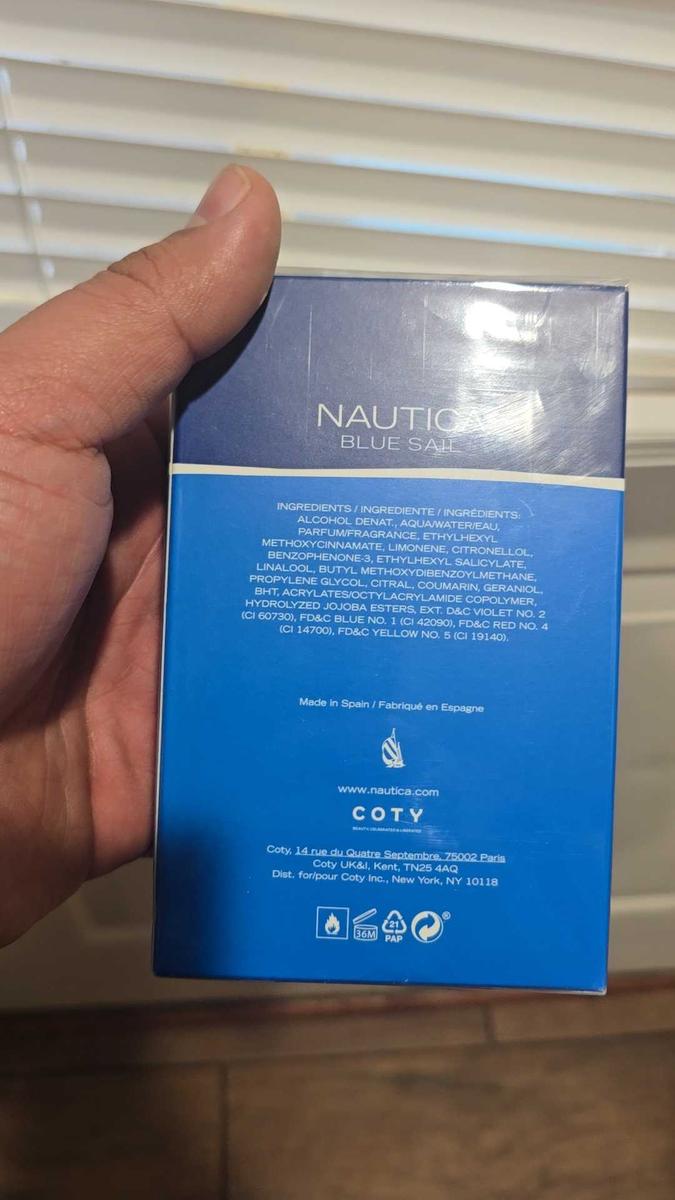 NAUTICA
BLUE SAIL
INGREDIENTS / INGREDIENTE / INGRÉDIENTS:
ALCOHOL DENAT., AQUA/WATER/EAU,
PARFUM/FRAGRANCE, ETHYLHEXYL
METHOXYCINNAMATE, LIMONENE, CITRONELLOL,
BENZOPHENONE-3, ETHYLHEXYL SALICYLATE,
LINALOOL, BUTYL METHOXYDIBENZOYLMETHANE,
PROPYLENE GLYCOL, CITRAL, COUMARIN, GERANIOL,
BHT, ACRYLATES/OCTYLACRYLAMIDE COPOLYMER,
HYDROLYZED JOJOBA ESTERS, EXT. D&C VIOLET NO. 2
(CI 60730), FD&C BLUE NO. 1 (CI 42090), FD&C RED NO. 4
(CI 14700), FD&C YELLOW NO. 5 (CI 19140).
Made in Spain / Fabriqué en Espagne
www.nautica.com
COTY
BEAUTY, CELEBRATED & LIBERATED
Coty, 14 rue du Quatre Septembre, 75002 Paris
Coty UK&I, Kent, TN25 4AQ
Dist. for/pour Coty Inc., New York, NY 10118
36M
21
PAP
®